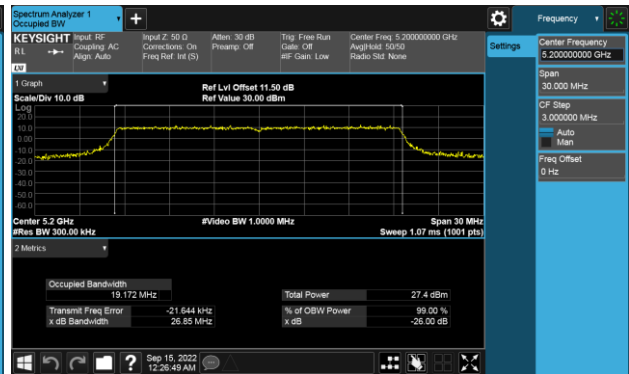 Spectrum Analyzer 1
Occupied BW
+
Frequency
KEYSIGHT
RL
Input: RF
Coupling: AC
Align: Auto
Input Z: 50 Ω
Corrections: On
Freq Ref: Int (S)
Atten: 30 dB
Preamp: Off
Trig: Free Run
Gate: Off
#IF Gain: Low
Center Freq: 5.200000000 GHz
Avg|Hold: 50/50
Radio Std: None
LXI
Settings
Center Frequency
5.200000000 GHz
Span
30.000 MHz
CF Step
3.000000 MHz
Auto
Man
Freq Offset
0 Hz
1 Graph
Scale/Div 10.0 dB
Ref Lvl Offset 11.50 dB
Ref Value 30.00 dBm
Log
20.0
10.0
0.00
-10.0
-20.0
-30.0
-40.0
-50.0
-60.0
Center 5.2 GHz
#Video BW 1.0000 MHz
Span 30 MHz
#Res BW 300.00 kHz
Sweep 1.07 ms (1001 pts)
2 Metrics
Occupied Bandwidth
19.172 MHz
Total Power 27.4 dBm
Transmit Freq Error -21.644 kHz
% of OBW Power 99.00 %
x dB Bandwidth 26.85 MHz
x dB -26.00 dB
?
Sep 15, 2022
12:26:49 AM